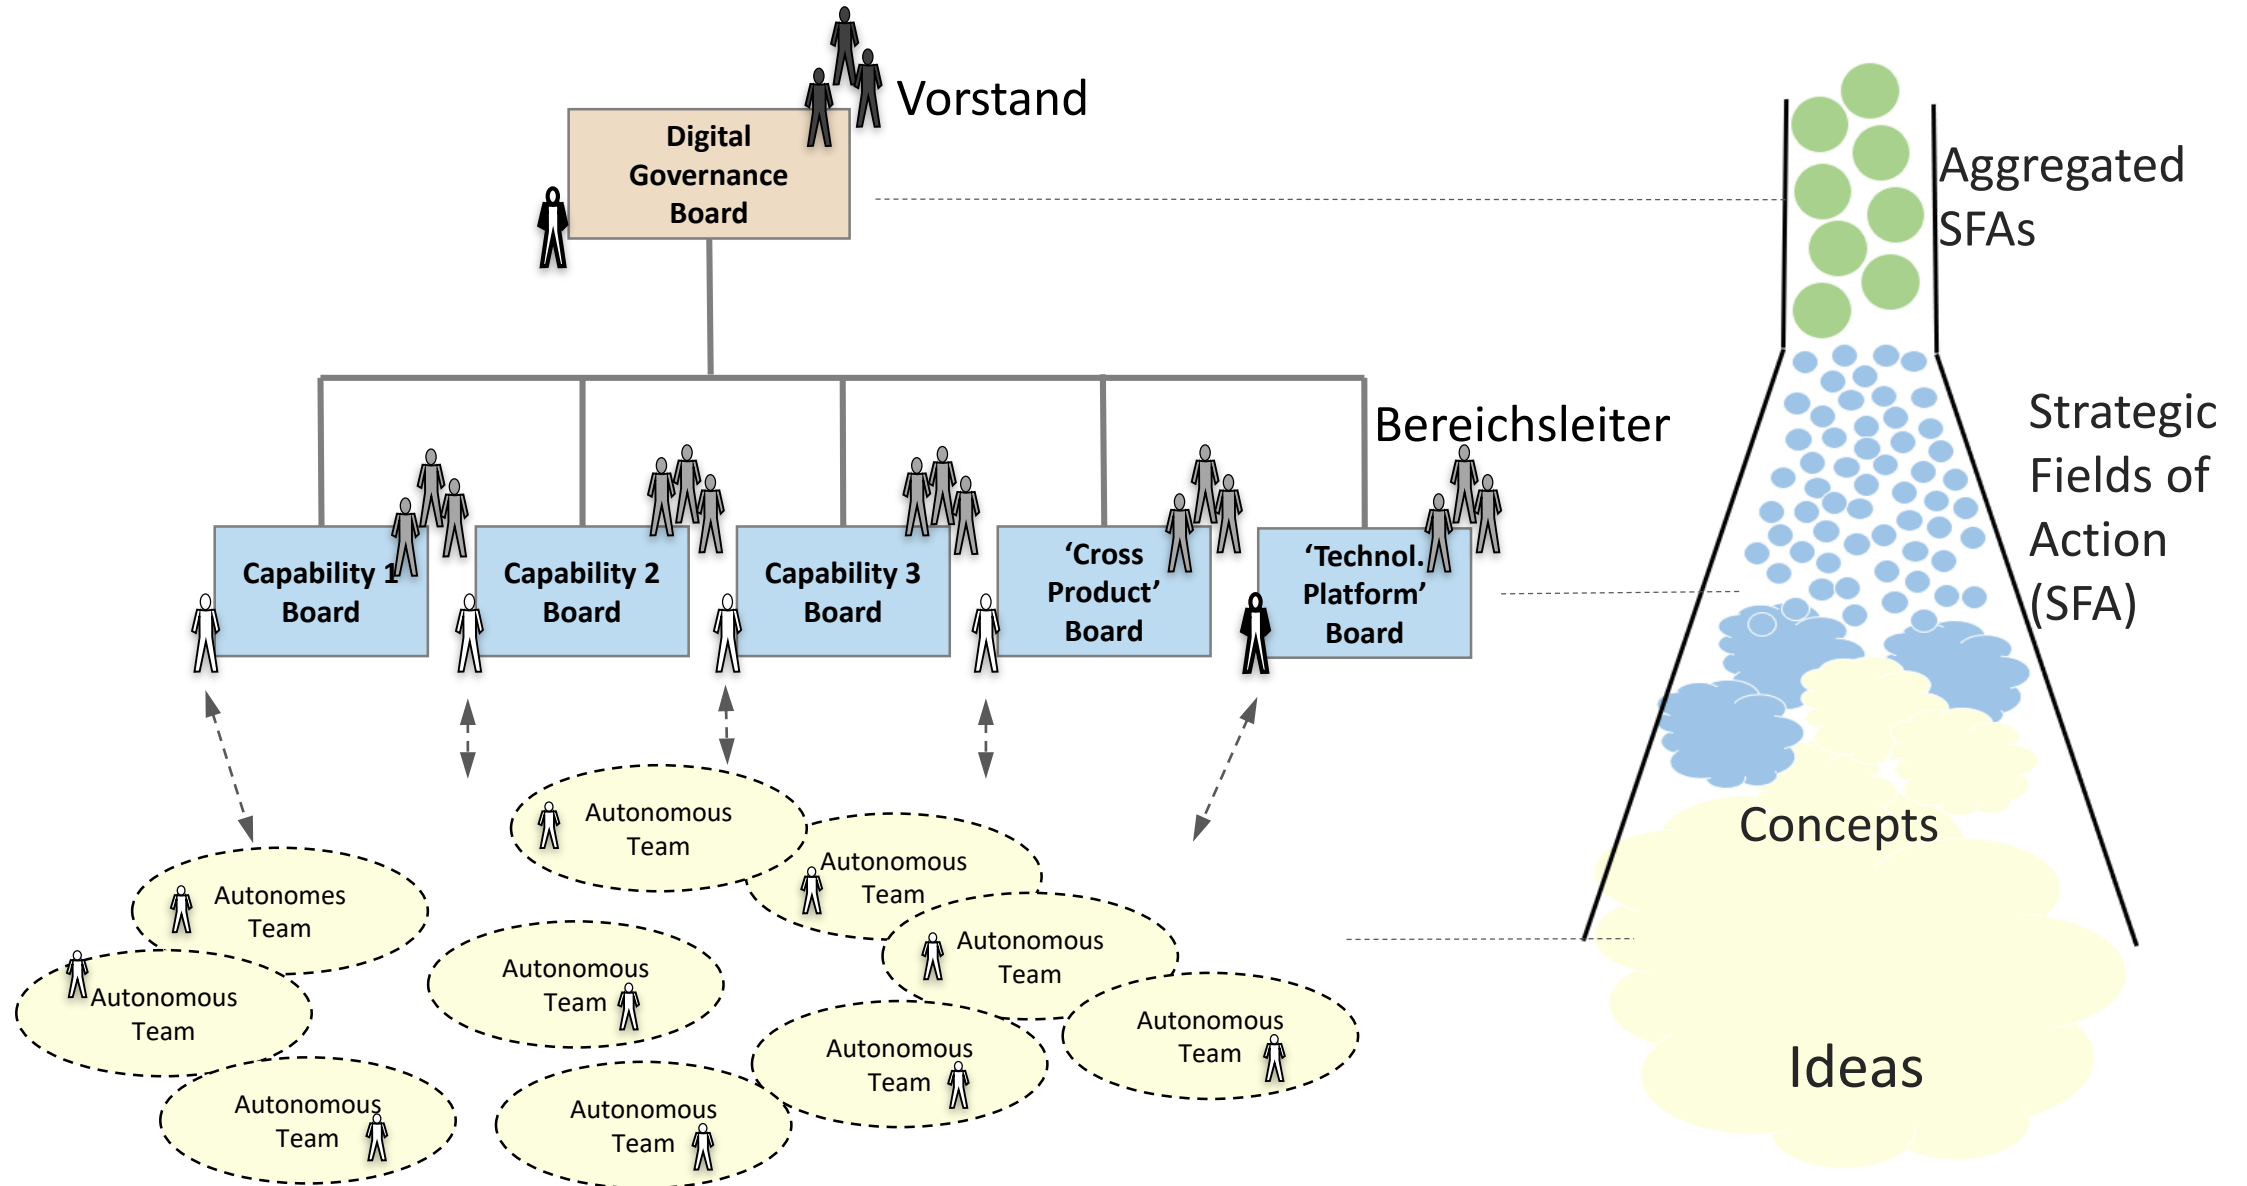 Vorstand
Digital
Governance
Board
Aggregated
SFAs
Bereichsleiter
Strategic
Fields of
Action
(SFA)
Capability 1
Board
Capability 2
Board
Capability 3
Board
‘Cross
Product’
Board
‘Technol.
Platform’
Board
Concepts
Ideas
Autonomous
Team
Autonomous
Team
Autonomes
Team
Autonomous
Team
Autonomous
Team
Autonomous
Team
Autonomous
Team
Autonomous
Team
Autonomous
Team
Autonomous
Team